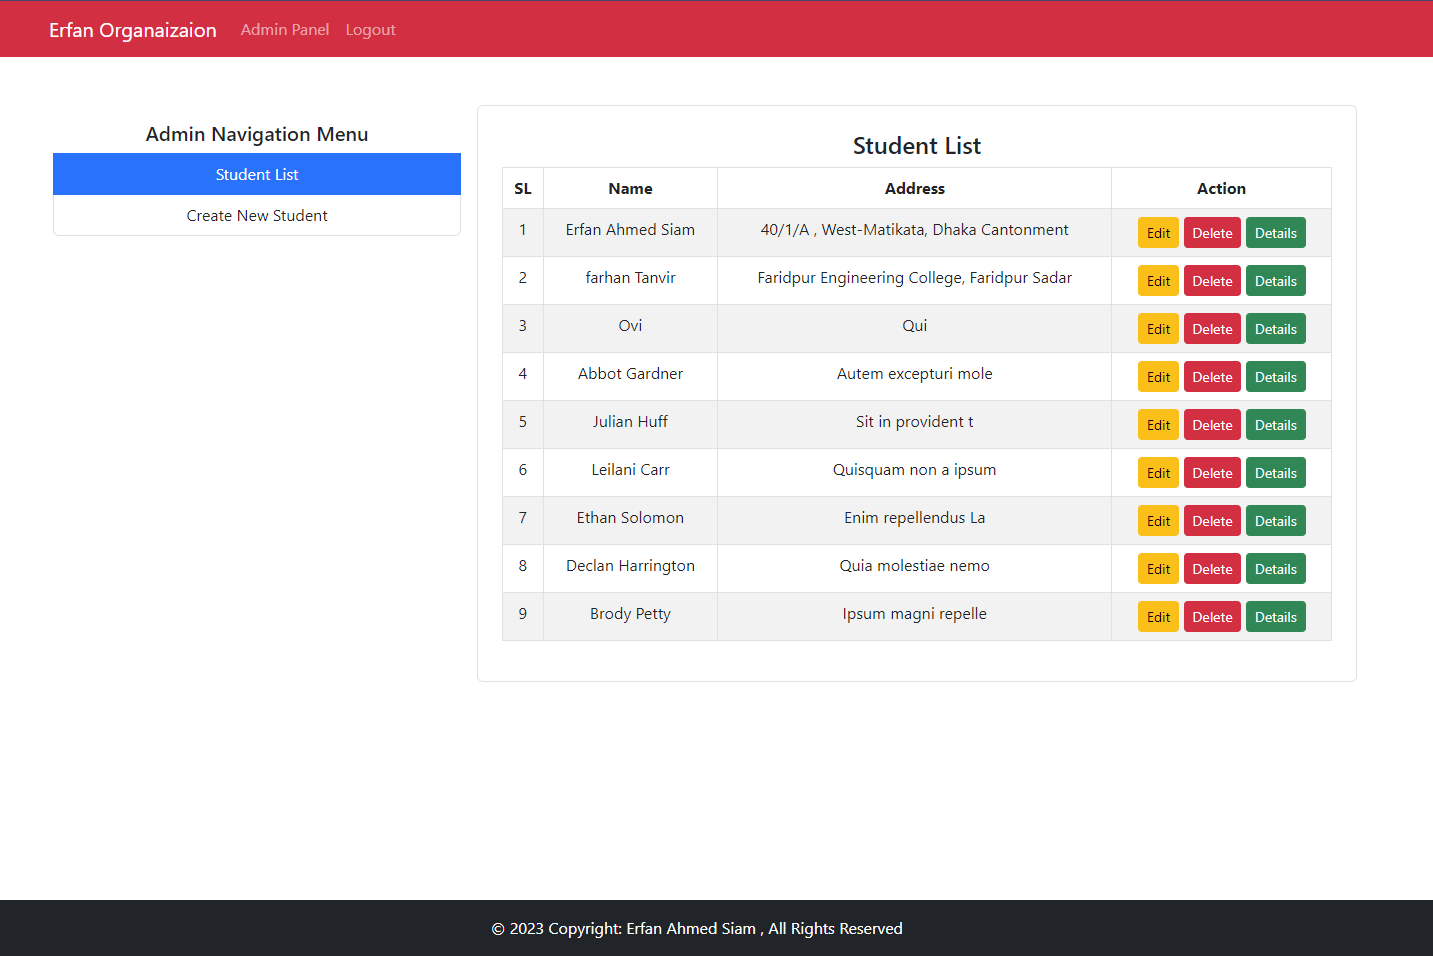 Erfan Organaizaion Admin Panel Logout
Admin Navigation Menu
Student List
Create New Student
Student List
SL Name Address Action
1 Erfan Ahmed Siam 40/1/A , West-Matikata, Dhaka Cantonment Edit Delete Details
2 farhan Tanvir Faridpur Engineering College, Faridpur Sadar Edit Delete Details
3 Ovi Qui Edit Delete Details
4 Abbot Gardner Autem excepturi mole Edit Delete Details
5 Julian Huff Sit in provident t Edit Delete Details
6 Leilani Carr Quisquam non a ipsum Edit Delete Details
7 Ethan Solomon Enim repellendus La Edit Delete Details
8 Declan Harrington Quia molestiae nemo Edit Delete Details
9 Brody Petty Ipsum magni repelle Edit Delete Details
© 2023 Copyright: Erfan Ahmed Siam , All Rights Reserved